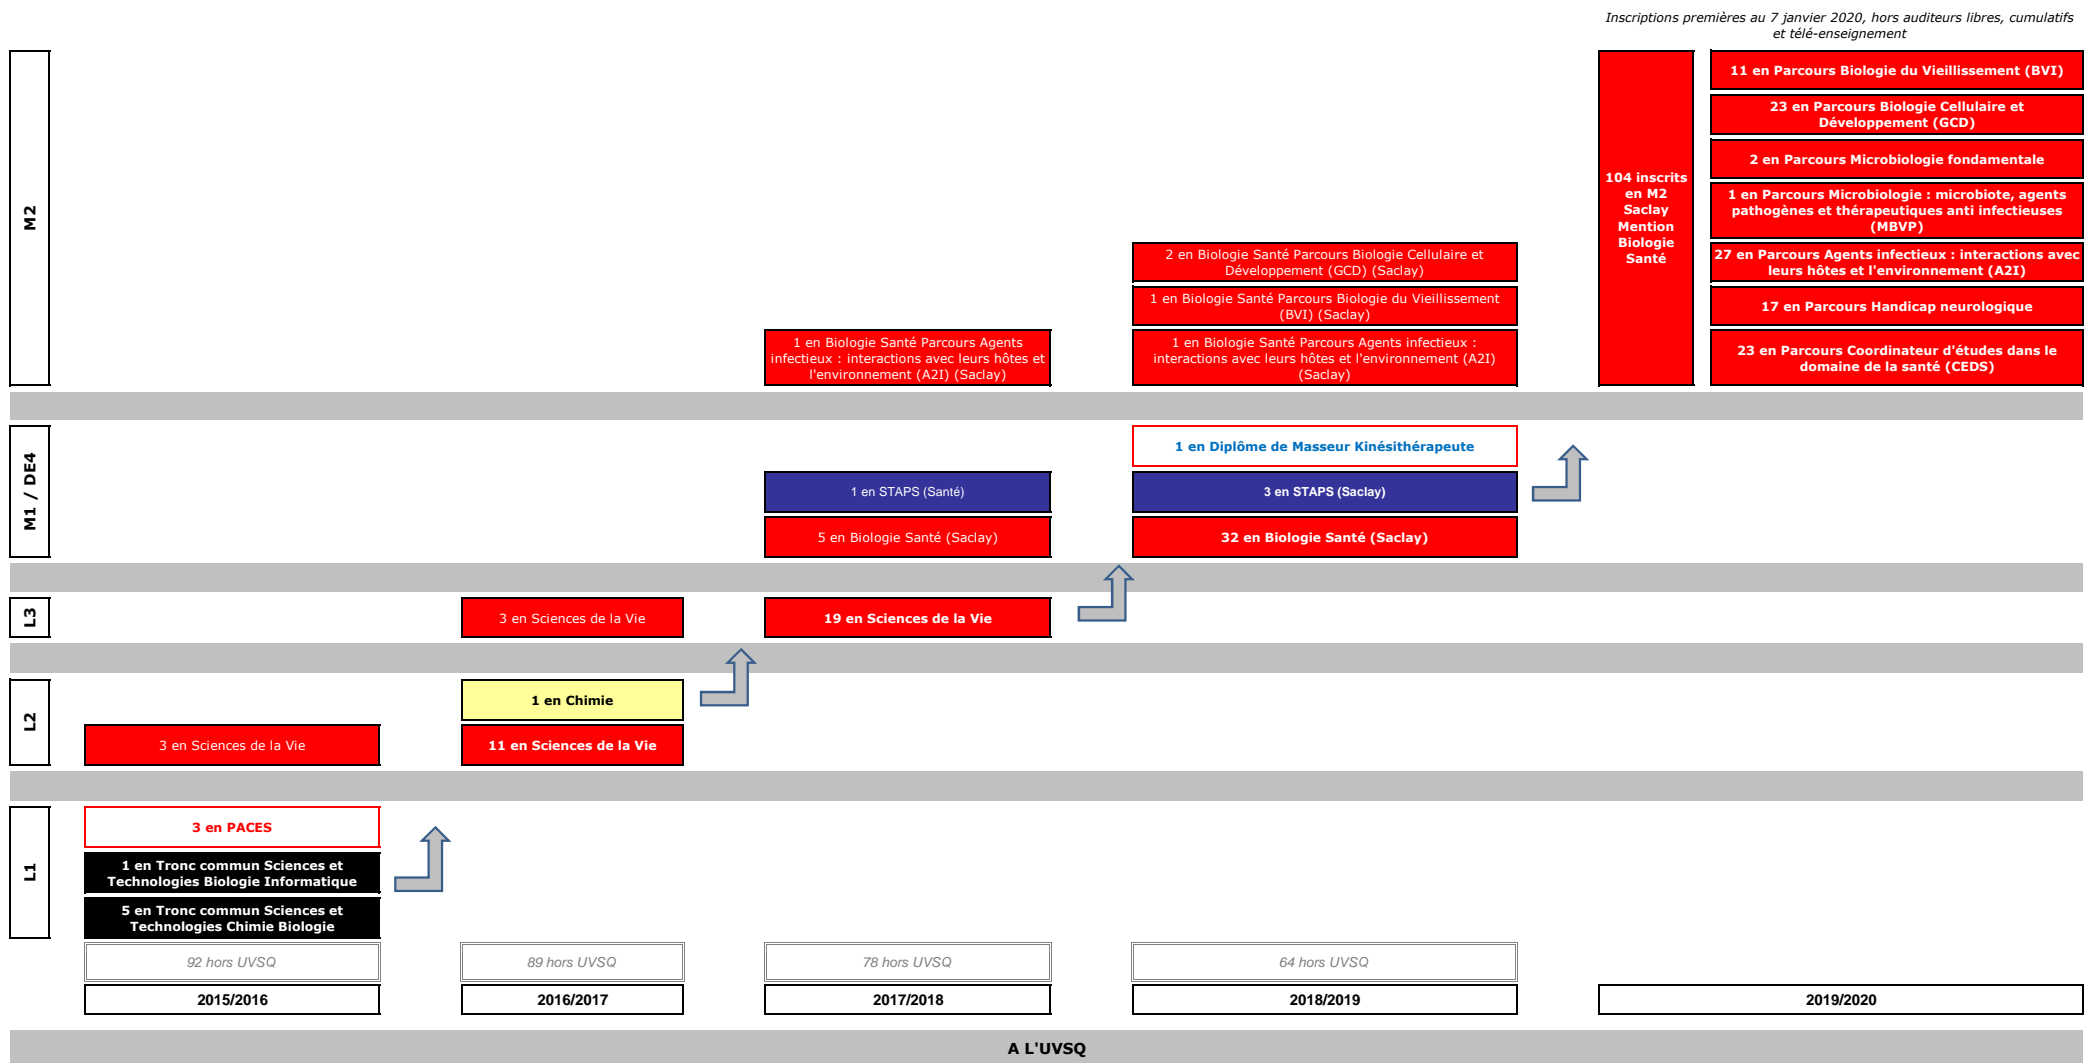 Inscriptions premières au 7 janvier 2020, hors auditeurs libres, cumulatifs
et télé-enseignement
M2
104 inscrits
en M2
Saclay
Mention
Biologie
Santé
11 en Parcours Biologie du Vieillissement (BVI)
23 en Parcours Biologie Cellulaire et
Développement (GCD)
2 en Parcours Microbiologie fondamentale
1 en Parcours Microbiologie : microbiote, agents
pathogènes et thérapeutiques anti infectieuses
(MBVP)
27 en Parcours Agents infectieux : interactions avec
leurs hôtes et l'environnement (A2I)
17 en Parcours Handicap neurologique
23 en Parcours Coordinateur d'études dans le
domaine de la santé (CEDS)
2 en Biologie Santé Parcours Biologie Cellulaire et
Développement (GCD) (Saclay)
1 en Biologie Santé Parcours Biologie du Vieillissement
(BVI) (Saclay)
1 en Biologie Santé Parcours Agents
infectieux : interactions avec leurs hôtes et
l'environnement (A2I) (Saclay)
1 en Biologie Santé Parcours Agents infectieux :
interactions avec leurs hôtes et l'environnement (A2I)
(Saclay)
M1 / DE4
1 en Diplôme de Masseur Kinésithérapeute
1 en STAPS (Santé)
3 en STAPS (Saclay)
5 en Biologie Santé (Saclay)
32 en Biologie Santé (Saclay)
L3
3 en Sciences de la Vie
19 en Sciences de la Vie
L2
1 en Chimie
3 en Sciences de la Vie
11 en Sciences de la Vie
L1
3 en PACES
1 en Tronc commun Sciences et
Technologies Biologie Informatique
5 en Tronc commun Sciences et
Technologies Chimie Biologie
92 hors UVSQ
89 hors UVSQ
78 hors UVSQ
64 hors UVSQ
2015/2016
2016/2017
2017/2018
2018/2019
2019/2020
A L'UVSQ